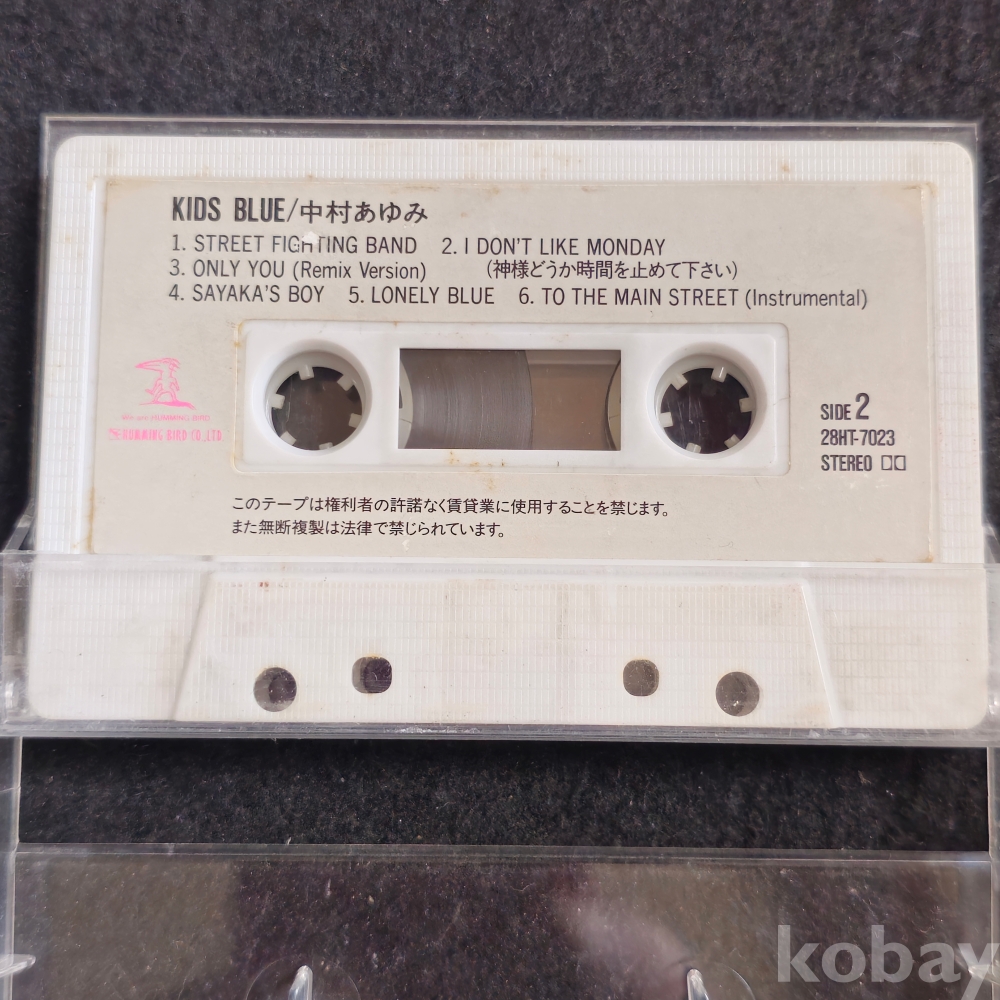 KIDS BLUE/中村あゆみ
1. STREET FIGHTING BAND 2. I DON'T LIKE MONDAY
3. ONLY YOU (Remix Version) (神様どうか時間を止めて下さい)
4. SAYAKA'S BOY 5. LONELY BLUE 6. TO THE MAIN STREET (Instrumental)
HUMMING BIRD CO., LTD.
SIDE 2
28HT-7023
STEREO
このテープは権利者の許諾なく賃貸業に使用することを禁じます。
また無断複製は法律で禁じられています。
kobay